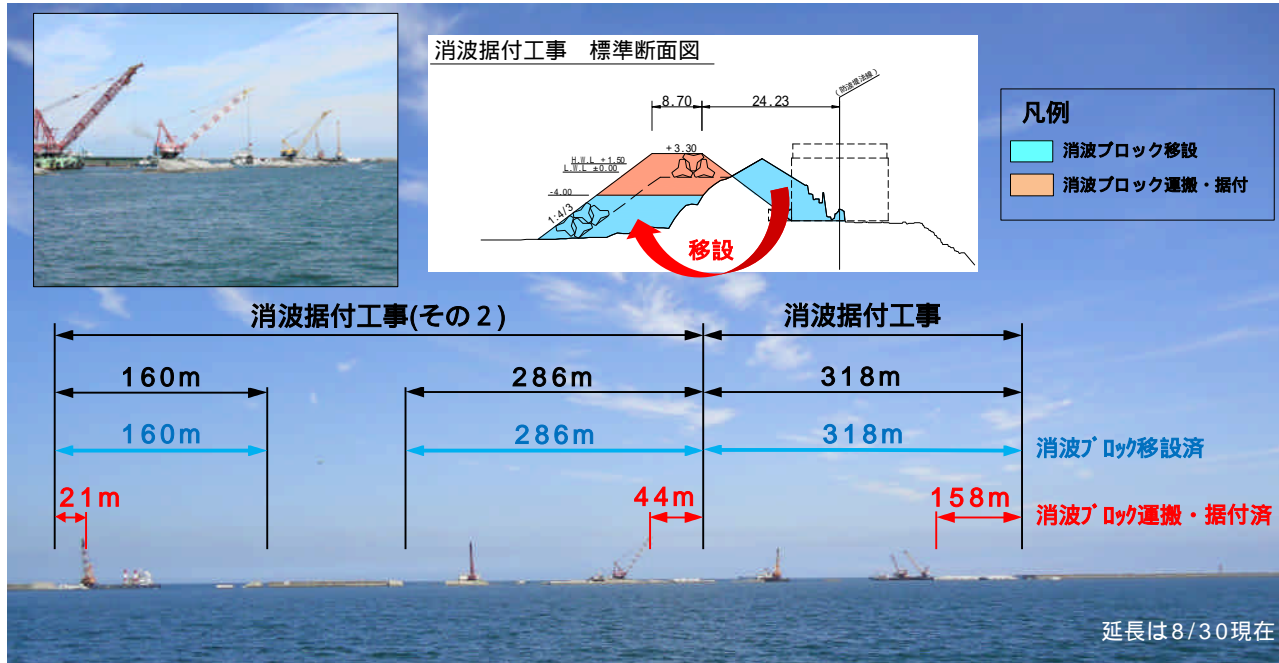 消波据付工事　標準断面図
(防波堤法線)
8.70
24.23
+3.30
H.W.L +1.50
L.W.L ±0.00
-4.00
1:4/3
移設
凡例
消波ブロック移設
消波ブロック運搬・据付
消波据付工事(その２)
消波据付工事
160m
286m
318m
160m
286m
318m
消波ブロック移設済
21m
44m
158m
消波ブロック運搬・据付済
延長は8/30現在